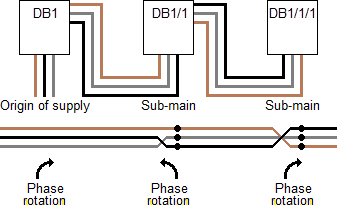 DB1
DB1/1
DB1/1/1
Origin of supply
Sub-main
Sub-main
Phase
rotation
Phase
rotation
Phase
rotation